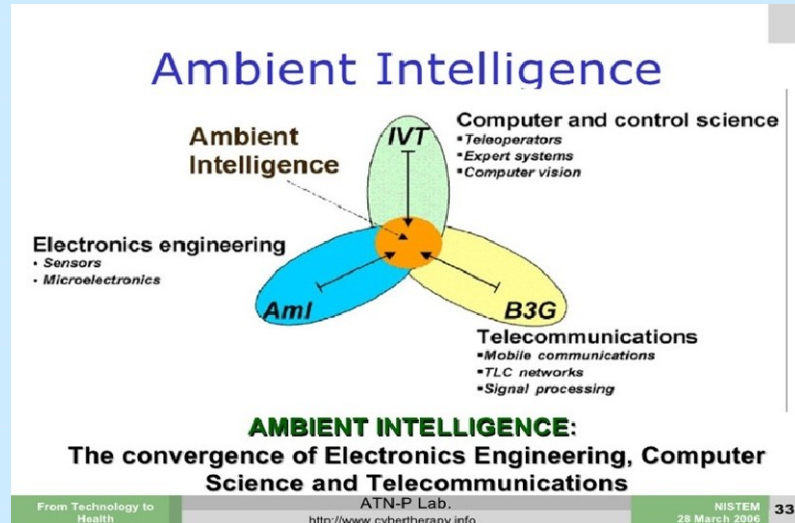 Ambient Intelligence
Ambient
Intelligence
IVT
Computer and control science
▪Teleoperators
▪Expert systems
▪Computer vision
Electronics engineering
• Sensors
• Microelectronics
AmI
B3G
Telecommunications
▪Mobile communications
▪TLC networks
▪Signal processing
AMBIENT INTELLIGENCE:
The convergence of Electronics Engineering, Computer
Science and Telecommunications
From Technology to
Health
ATN-P Lab.
http://www.cybertherapy.info
NISTEM
28 March 2006
33